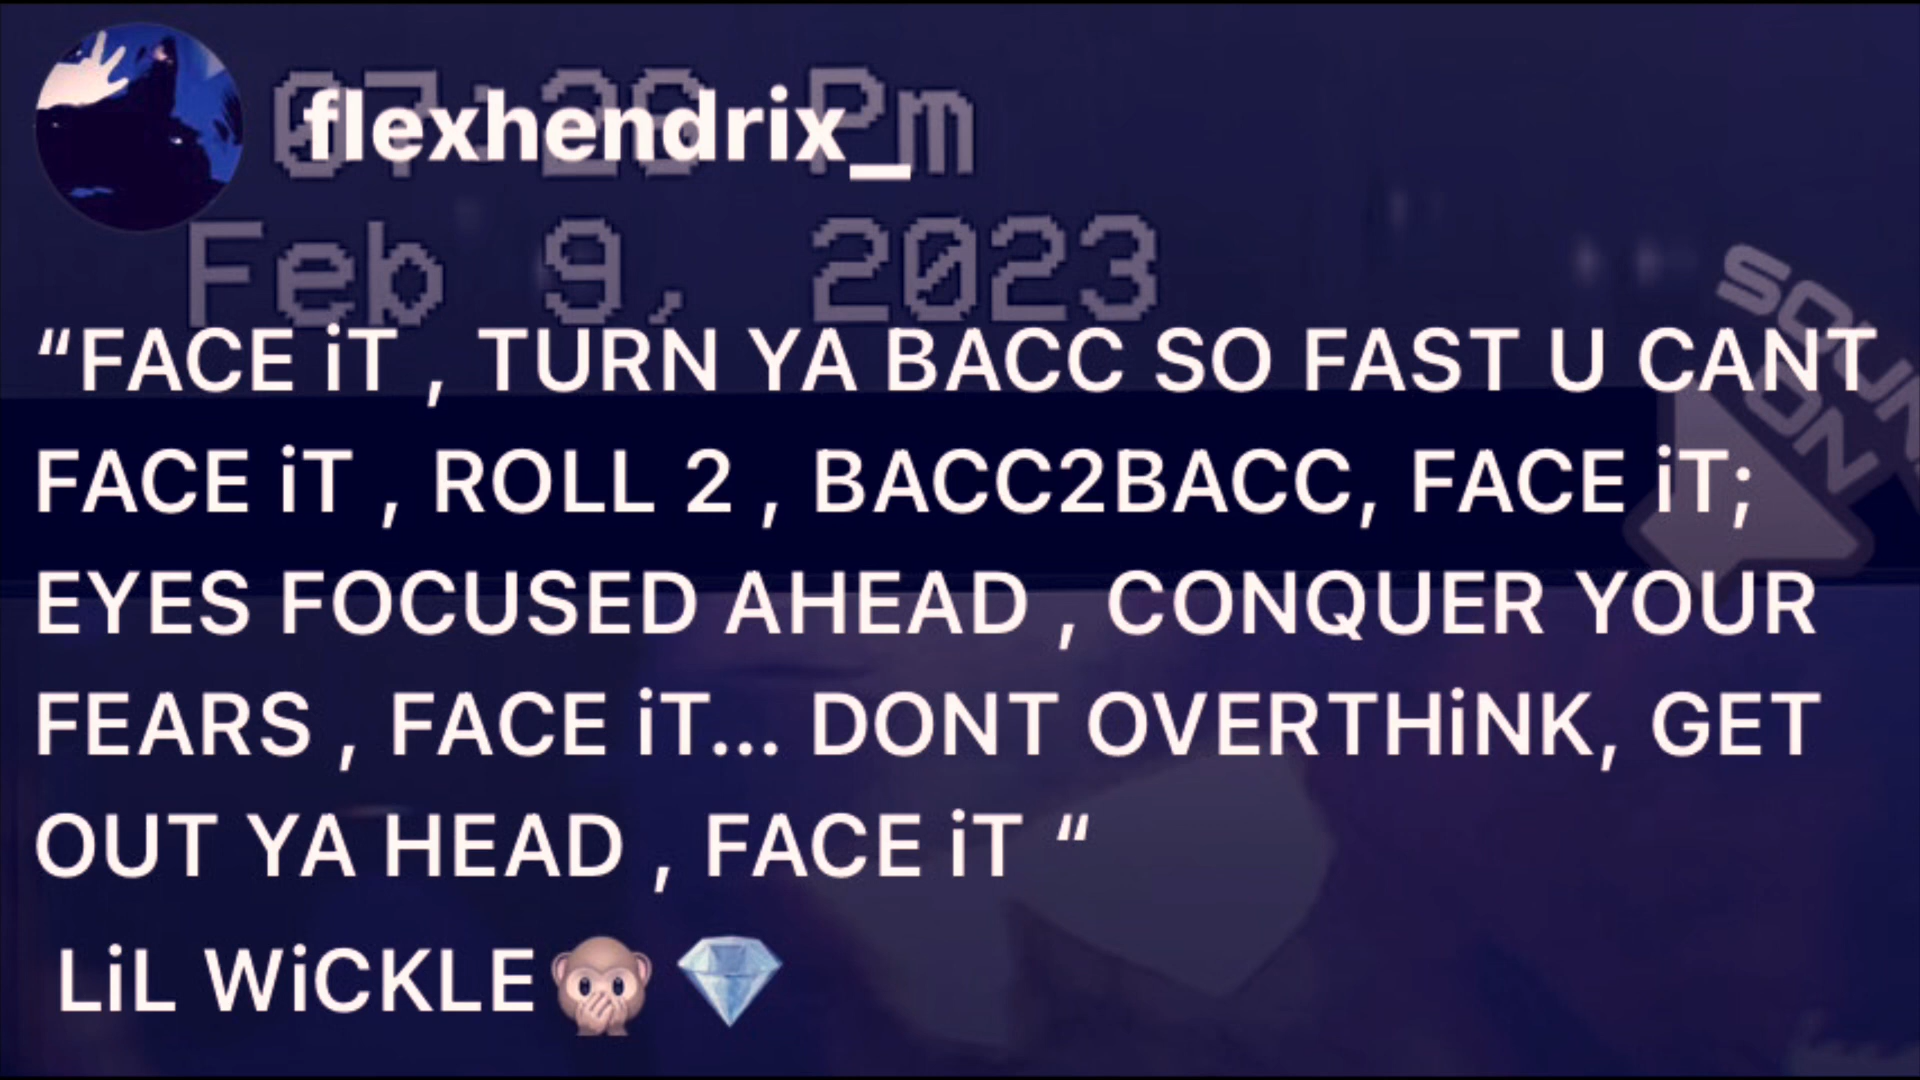 07:29 Pm
flexhendrix_
Feb 9, 2023
SOUND
ON
“FACE iT , TURN YA BACC SO FAST U CANT
FACE iT , ROLL 2 , BACC2BACC, FACE iT;
EYES FOCUSED AHEAD , CONQUER YOUR
FEARS , FACE iT... DONT OVERTHiNK, GET
OUT YA HEAD , FACE iT “
LiL WiCKLE🙊 💎